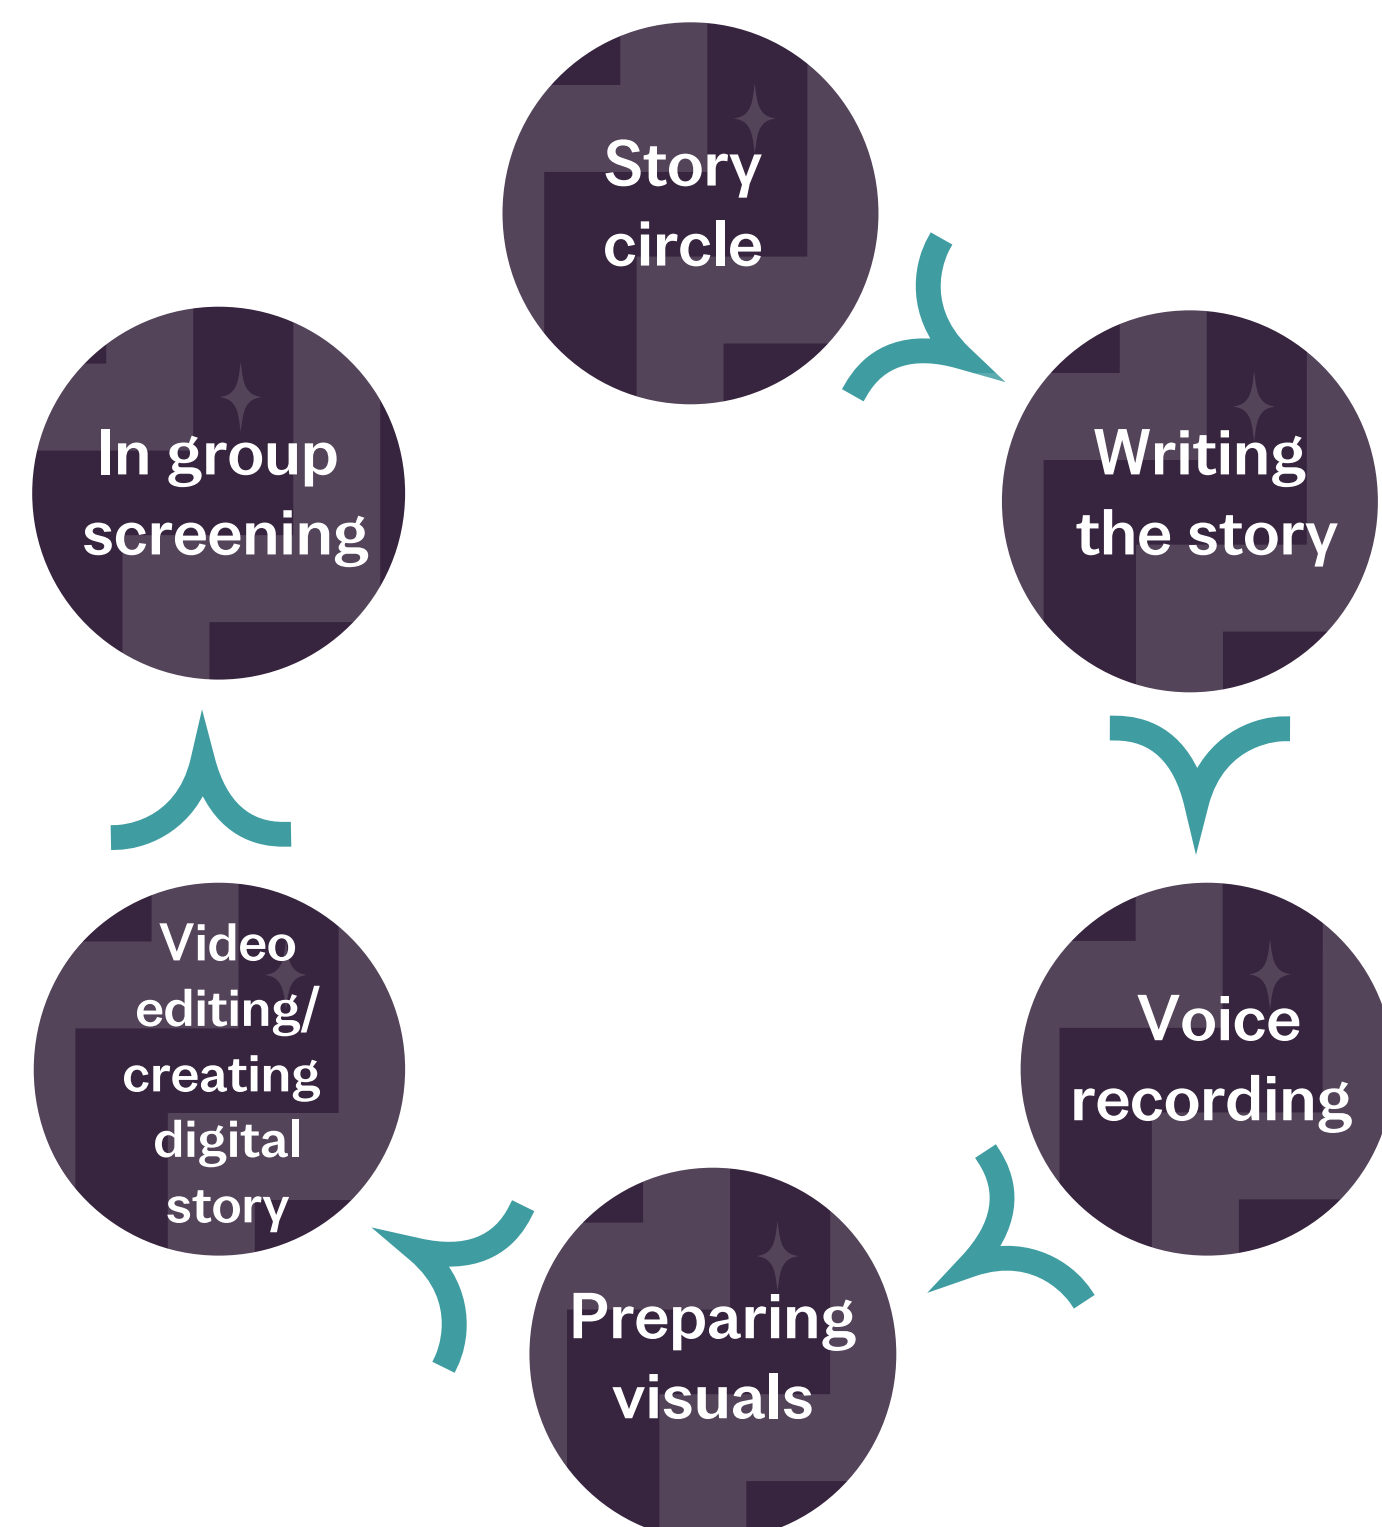 Story
circle
Writing
the story
Voice
recording
Preparing
visuals
Video
editing/
creating
digital
story
In group
screening